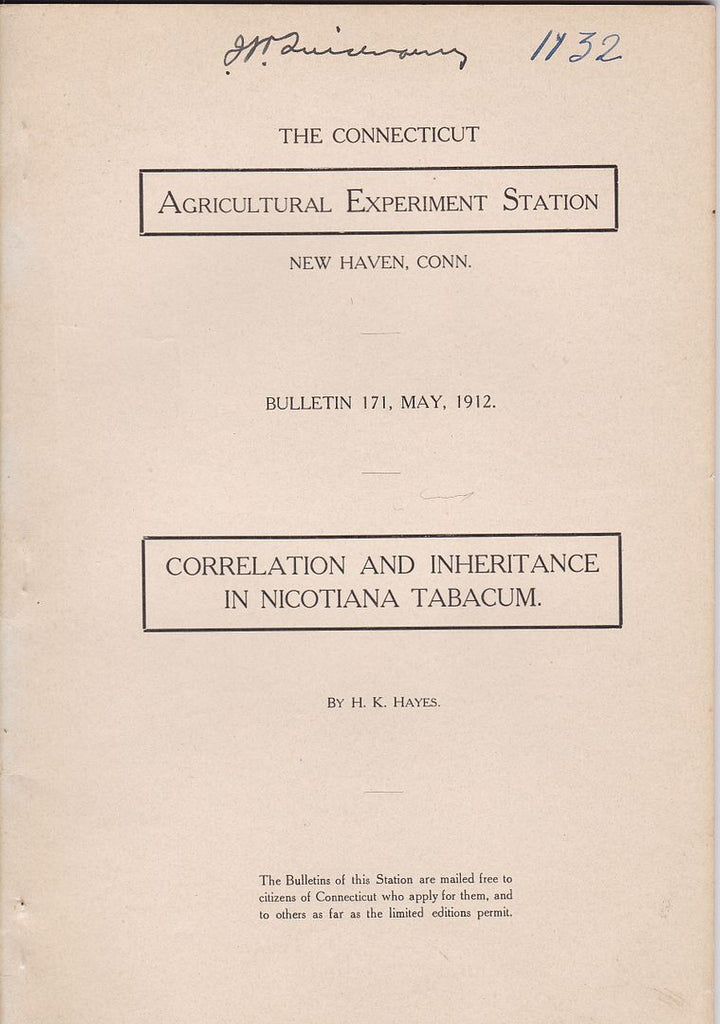 1732
THE CONNECTICUT
AGRICULTURAL EXPERIMENT STATION
NEW HAVEN, CONN.
BULLETIN 171, MAY, 1912.
CORRELATION AND INHERITANCE
IN NICOTIANA TABACUM.
BY H. K. HAYES.
The Bulletins of this Station are mailed free to
citizens of Connecticut who apply for them, and
to others as far as the limited editions permit.